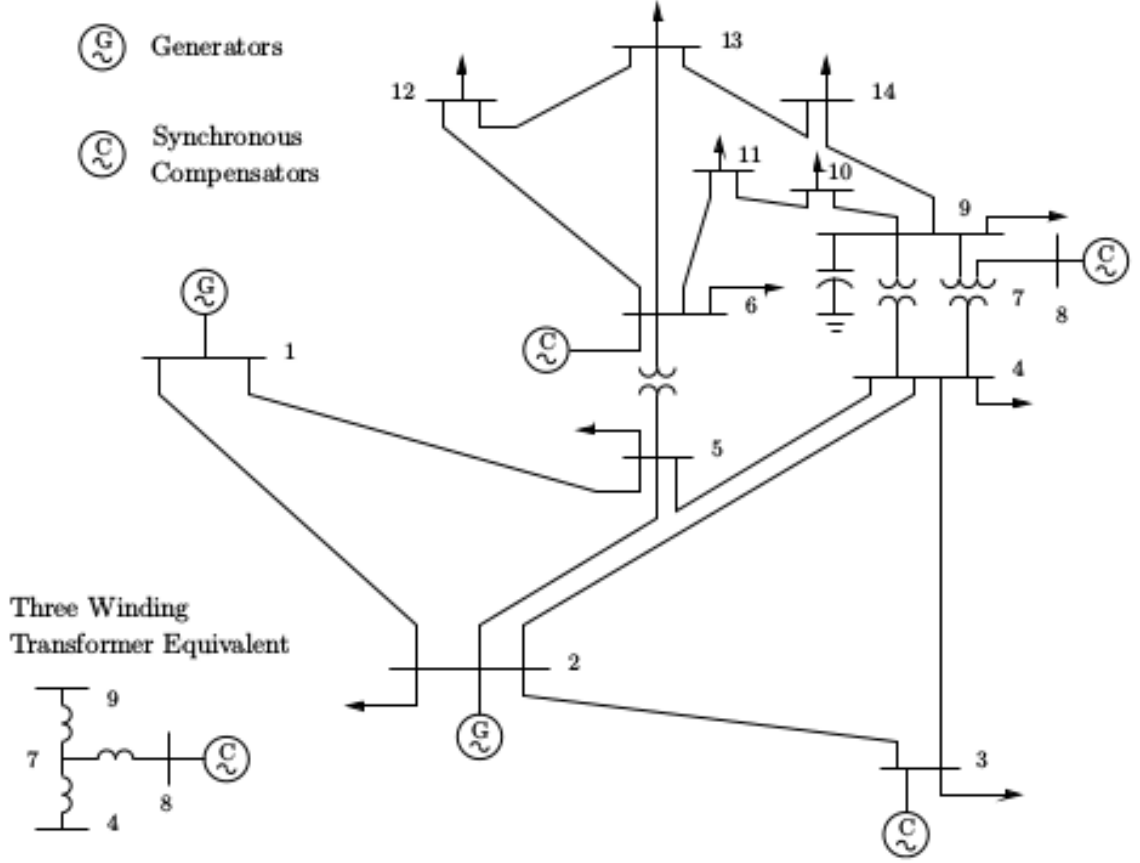 13
G
Generators
12
14
C
Synchronous
Compensators
11
10
9
C
G
7
8
6
1
C
4
5
Three Winding
Transformer Equivalent
2
9
G
7
C
3
8
4
C